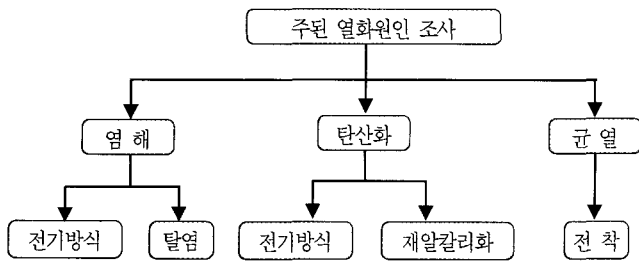 주된 열화원인 조사
염 해
탄산화
균 열
전기방식
탈염
전기방식
재알칼리화
전 착